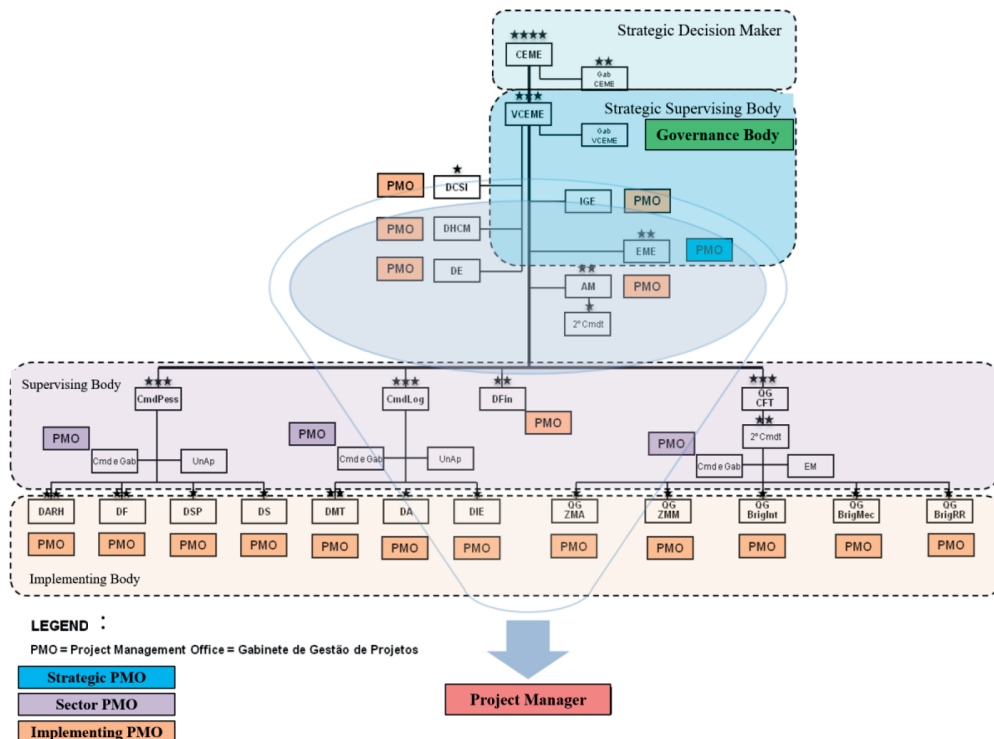 Strategic Decision Maker
CEME
Gab
CEME
Strategic Supervising Body
VCEME
Gab
VCEME
Governance Body
PMO
DCSI
IGE
PMO
PMO
DHCM
EME
PMO
PMO
DE
AM
PMO
2º Cmdt
Supervising Body
CmdPess
CmdLog
DFin
QG
CFT
PMO
PMO
PMO
2º Cmdt
PMO
Cmd e Gab
UnAp
Cmd e Gab
UnAp
Cmd e Gab
EM
DARH
DF
DSP
DS
DMT
DA
DIE
QG
ZMA
QG
ZMM
QG
BrigInt
QG
BrigMec
QG
BrigRR
PMO
PMO
PMO
PMO
PMO
PMO
PMO
PMO
PMO
PMO
PMO
PMO
Implementing Body
LEGEND :
PMO = Project Management Office = Gabinete de Gestão de Projetos
Strategic PMO
Sector PMO
Implementing PMO
Project Manager